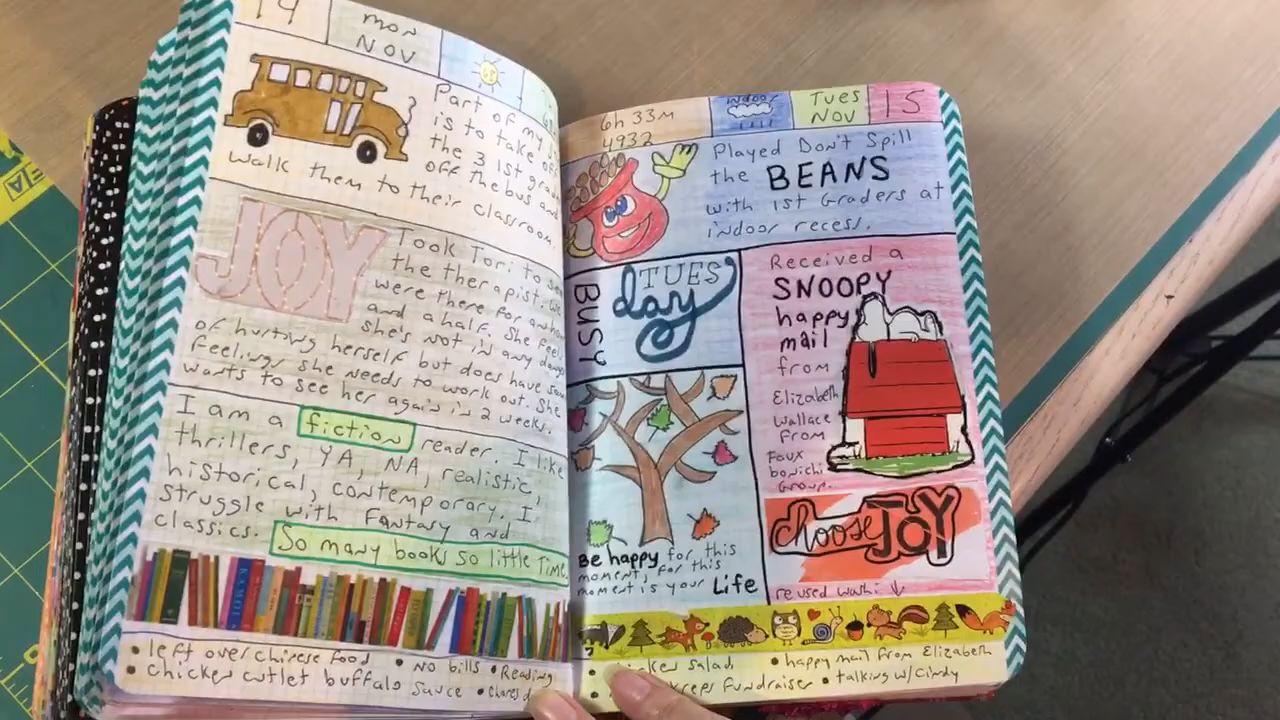 14
mon
NOV
Part
of my
is to take
the 3 1st
off the bus and
walk them to their classroom.
JOY
Took Tori to
the therapist. We
were there for
and a half. She
she's not in any
of hurting herself but does have
feelings she needs to work out. She
wants to see her again in 2 weeks.
I am a fiction reader. I like
thrillers, YA, NA, realistic,
historical, contemporary. I
struggle with Fantasy and
classics. So many books so little Time.
• left over chinese food • No bills • Reading
• chicken cutlet buffalo sauce • chores
6h 33m
4932
indoor
Tues
NOV
15
Played Don't Spill
the BEANS
with 1st Graders at
indoor recess.
BUSY
TUES
day
Be happy for this
moment, for this
moment is your Life
Received a
SNOOPY
happy
mail
from
Elizabeth
Wallace
From
Faux
bonichi
Group.
choose JOY
reused washi ↓
salad • happy mail from Elizabeth
fundraiser • talking w/Cindy